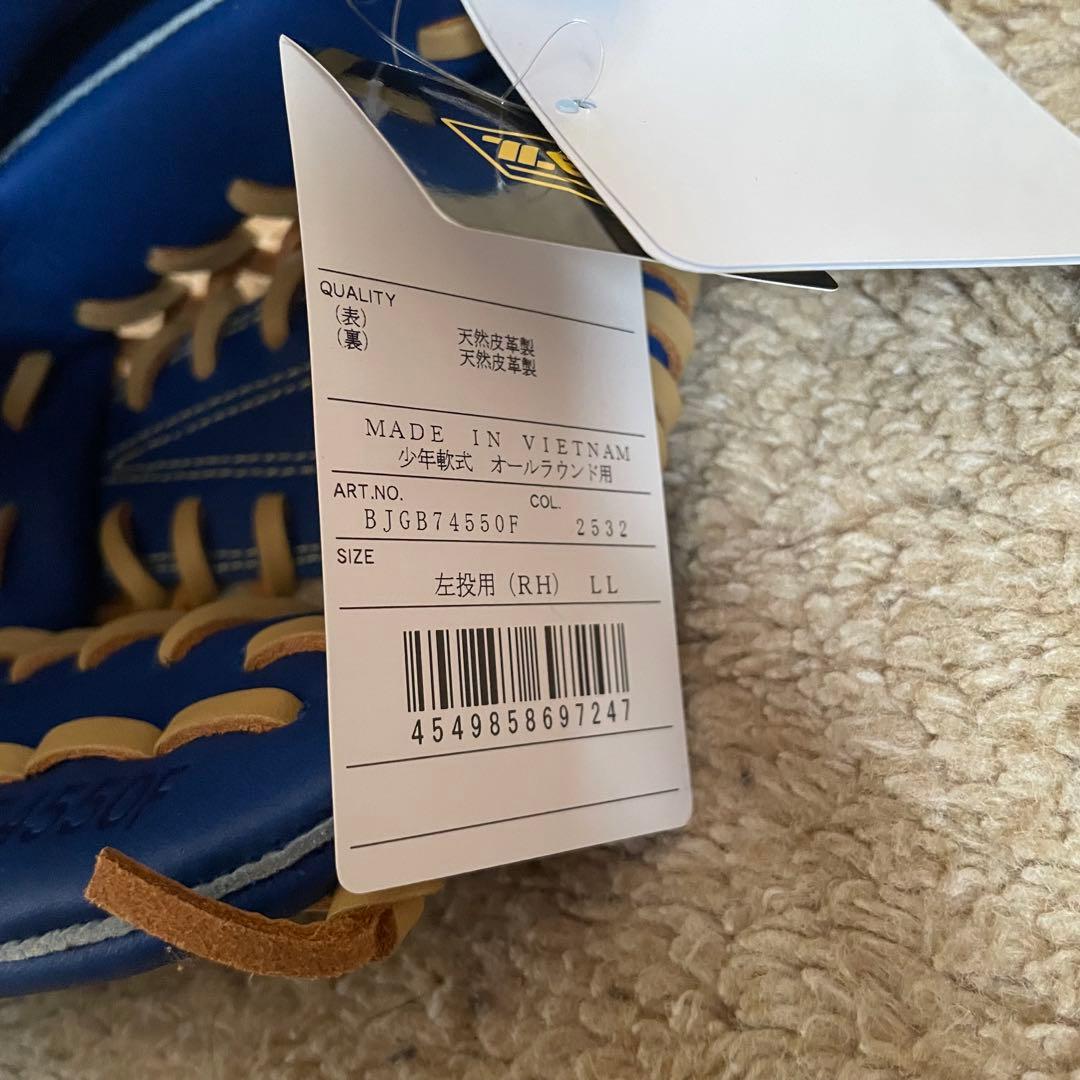 QUALITY
(表) 天然皮革製
(裏) 天然皮革製
MADE IN VIETNAM
少年軟式 オールラウンド用
ART.NO. COL.
BJGB74550F 2532
SIZE
左投用 (RH) LL
4549858697247
4550F